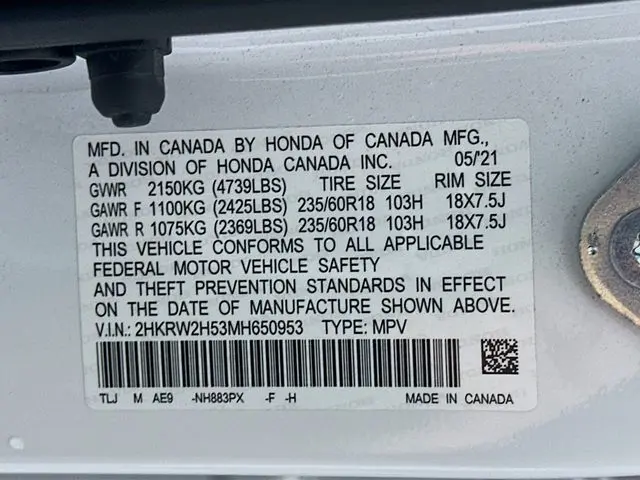 MFD. IN CANADA BY HONDA OF CANADA MFG.,
A DIVISION OF HONDA CANADA INC. 05/'21
GVWR 2150KG (4739LBS) TIRE SIZE RIM SIZE
GAWR F 1100KG (2425LBS) 235/60R18 103H 18X7.5J
GAWR R 1075KG (2369LBS) 235/60R18 103H 18X7.5J
THIS VEHICLE CONFORMS TO ALL APPLICABLE
FEDERAL MOTOR VEHICLE SAFETY
AND THEFT PREVENTION STANDARDS IN EFFECT
ON THE DATE OF MANUFACTURE SHOWN ABOVE.
V.I.N.: 2HKRW2H53MH650953 TYPE: MPV
TLJ M AE9 -NH883PX -F -H MADE IN CANADA